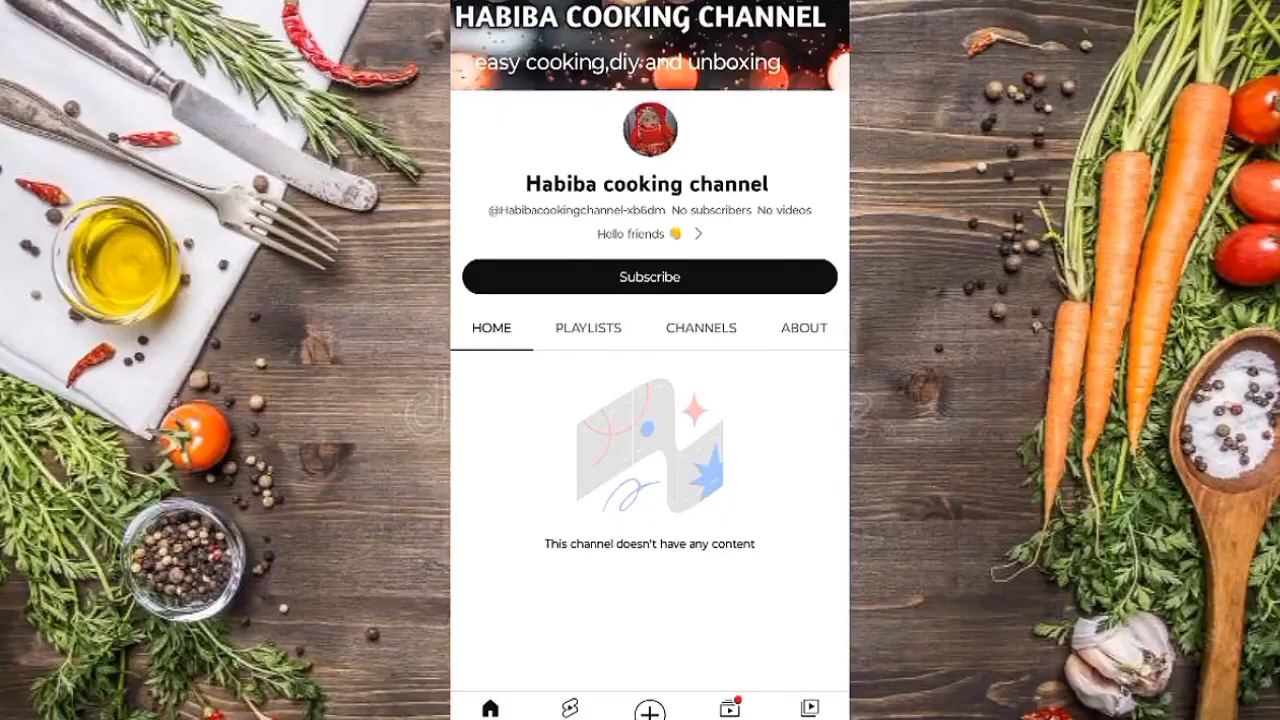 HABIBA COOKING CHANNEL
easy cooking,diy and unboxing
Habiba cooking channel
@Habibacookingchannel-xb6dm No subscribers No videos
Hello friends 👏
Subscribe
HOME PLAYLISTS CHANNELS ABOUT
This channel doesn't have any content